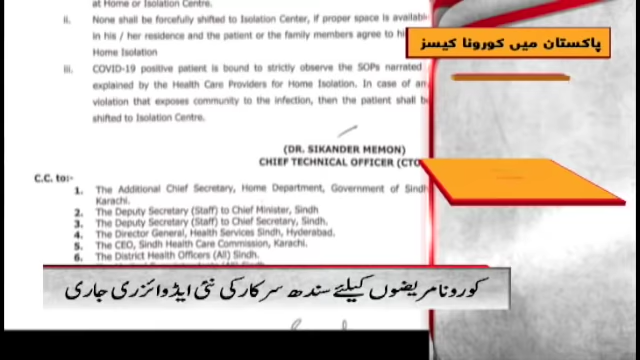 at Home or Isolation Centre.
ii. None shall be forcefully shifted to Isolation Center, if proper space is availabl
in his / her residence and the patient or the family members agree to hi
Home Isolation
iii. COVID-19 positive patient is bound to strictly observe the SOPs narrated
explained by the Health Care Providers for Home Isolation. In case of an
violation that exposes community to the infection, then the patient shall b
shifted to Isolation Centre.
پاکستان میں کورونا کیسز
(DR. SIKANDER MEMON)
CHIEF TECHNICAL OFFICER (CTO
C.C. to:-
1. The Additional Chief Secretary, Home Department, Government of Sindh
Karachi.
2. The Deputy Secretary (Staff) to Chief Minister, Sindh
3. The Deputy Secretary (Staff) to Chief Secretary, Sindh.
4. The Director General, Health Services Sindh, Hyderabad.
5. The CEO, Sindh Health Care Commission, Karachi.
6. The District Health Officers (All) Sindh.
کورونا مریضوں کیلئے سندھ سرکار کی نئی ایڈوائزری جاری